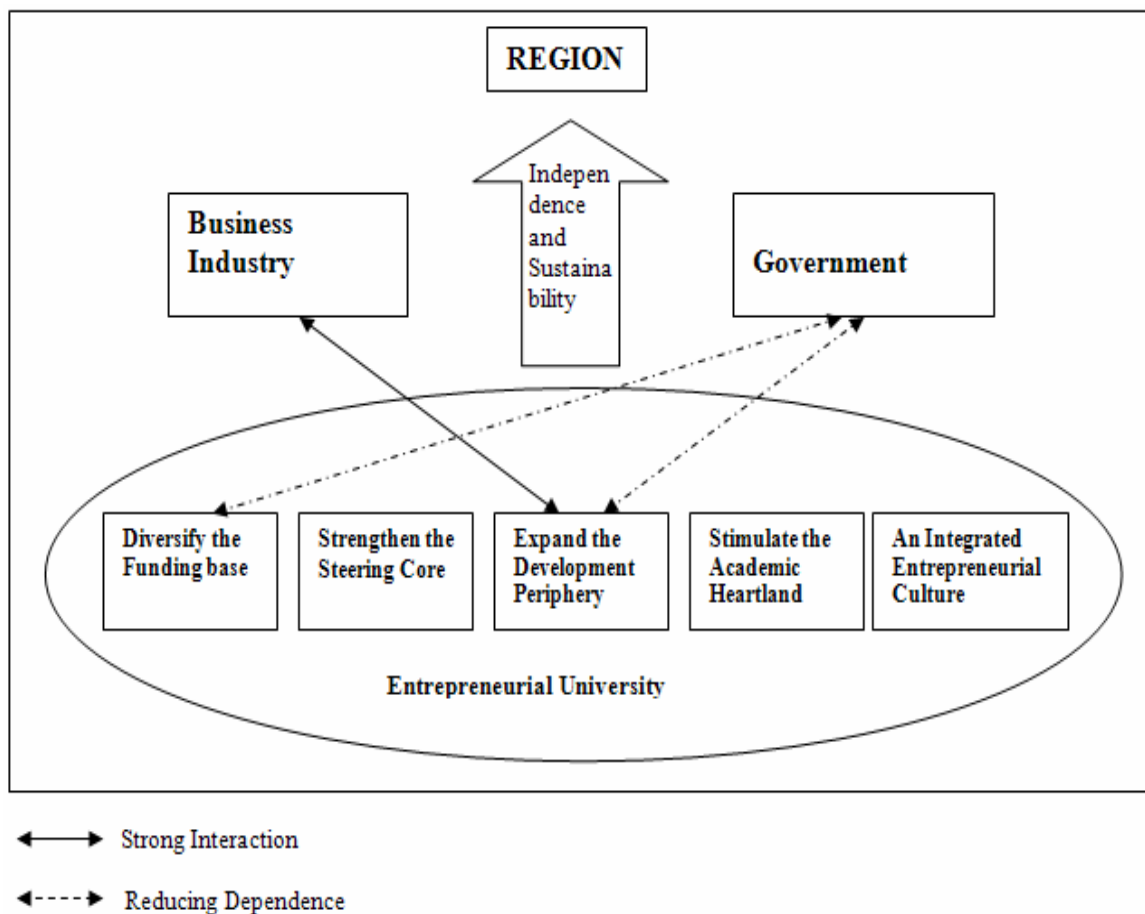 REGION
Indepen
dence
and
Sustaina
bility
Business
Industry
Government
Diversify the
Funding base
Strengthen the
Steering Core
Expand the
Development
Periphery
Stimulate the
Academic
Heartland
An Integrated
Entrepreneurial
Culture
Entrepreneurial University
Strong Interaction
Reducing Dependence